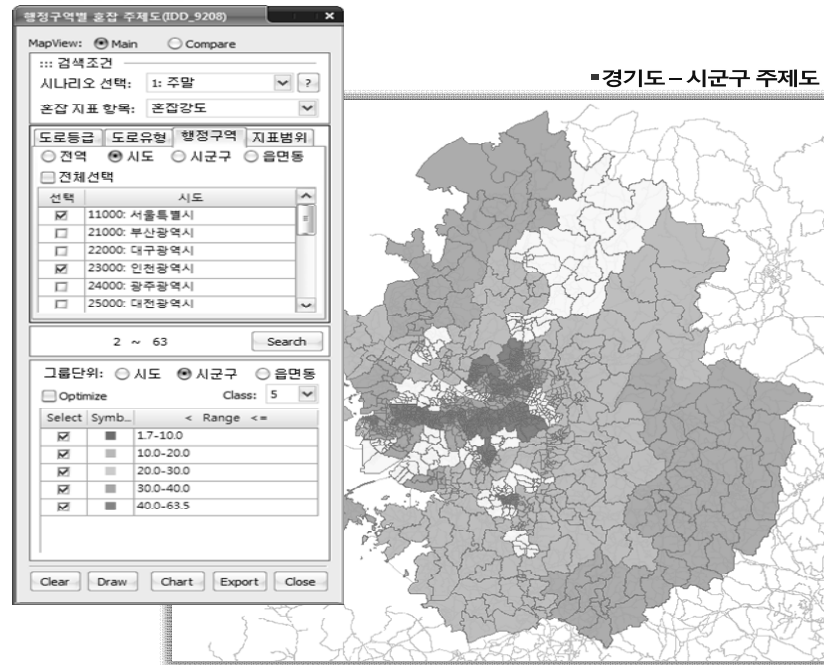 행정구역별 혼잡 주제도(IDD_9208)
MapView: Main Compare
::: 검색조건
시나리오 선택: 1: 주말 ?
혼잡 지표 항목: 혼잡강도
도로등급 도로유형 행정구역 지표범위
전역 시도 시군구 읍면동
전체선택
선택 시도
11000: 서울특별시
21000: 부산광역시
22000: 대구광역시
23000: 인천광역시
24000: 광주광역시
25000: 대전광역시
2 ~ 63 Search
그룹단위: 시도 시군구 읍면동
Optimize Class: 5
Select Symb... < Range <=
1.7-10.0
10.0-20.0
20.0-30.0
30.0-40.0
40.0-63.5
Clear Draw Chart Export Close
▪경기도 – 시군구 주제도